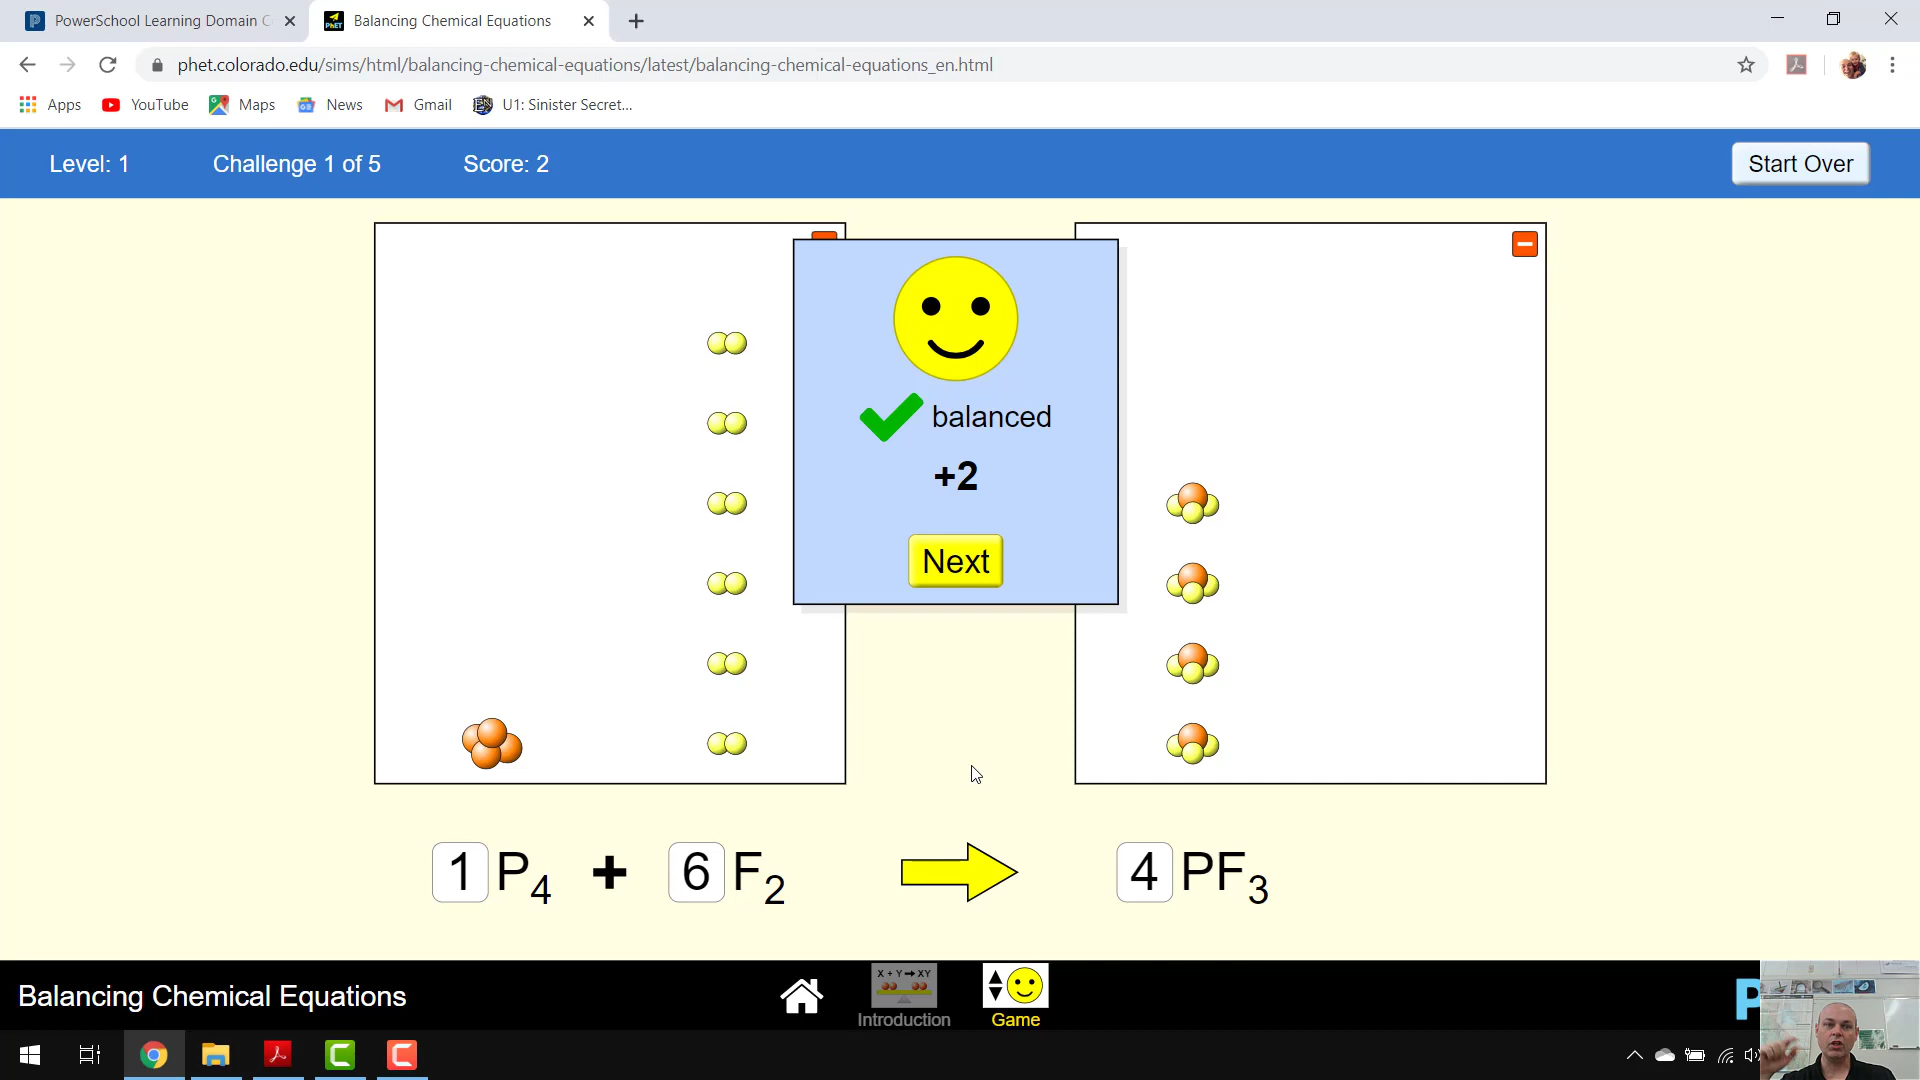 PowerSchool Learning Domain
Balancing Chemical Equations
phet.colorado.edu/sims/html/balancing-chemical-equations/latest/balancing-chemical-equations_en.html
Apps YouTube Maps News Gmail U1: Sinister Secret...
Level: 1 Challenge 1 of 5 Score: 2 Start Over
balanced
+2
Next
1 P4 + 6 F2 → 4 PF3
X + Y → XY
Balancing Chemical Equations
Introduction
Game
P